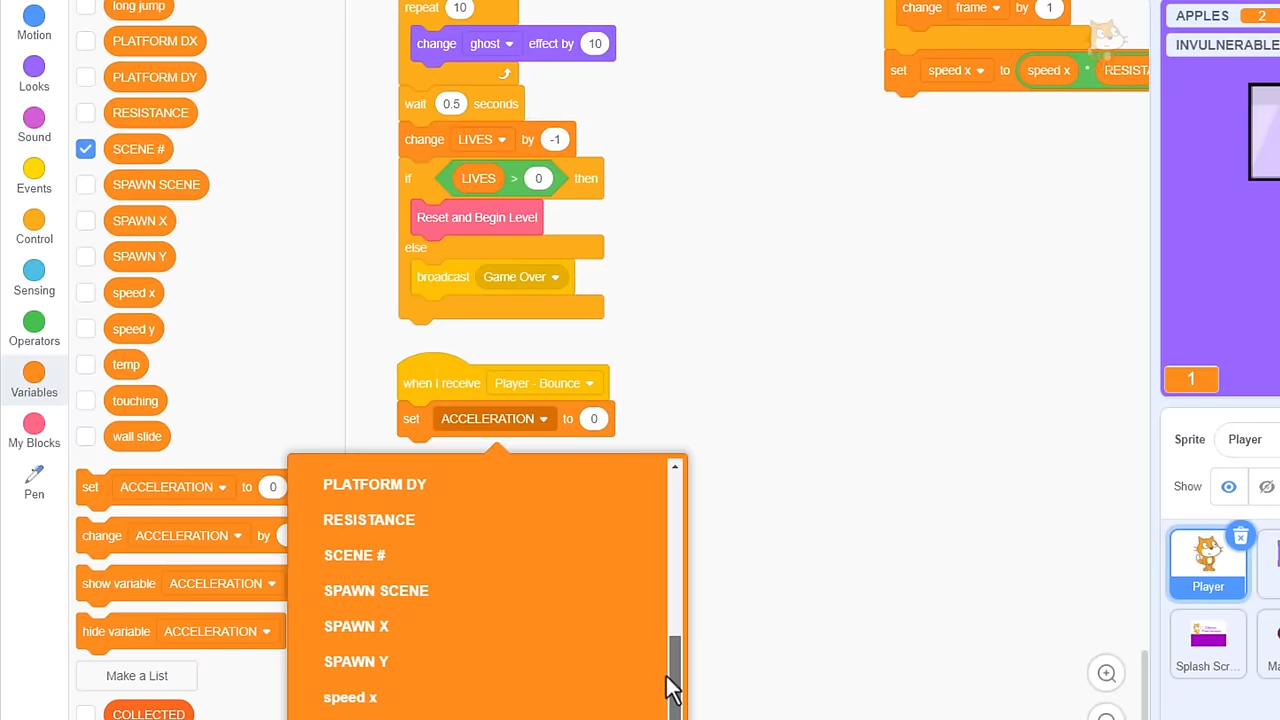 Motion
Looks
Sound
Events
Control
Sensing
Operators
Variables
My Blocks
Pen
long jump
PLATFORM DX
PLATFORM DY
RESISTANCE
SCENE #
SPAWN SCENE
SPAWN X
SPAWN Y
speed x
speed y
temp
touching
wall slide
set ACCELERATION to 0
change ACCELERATION by
show variable ACCELERATION
hide variable ACCELERATION
Make a List
COLLECTED
repeat 10
change ghost effect by 10
wait 0.5 seconds
change LIVES by -1
if LIVES > 0 then
Reset and Begin Level
else
broadcast Game Over
when I receive Player - Bounce
set ACCELERATION to 0
PLATFORM DY
RESISTANCE
SCENE #
SPAWN SCENE
SPAWN X
SPAWN Y
speed x
change frame by 1
set speed x to speed x * RESISTA
APPLES 2
INVULNERABLE
1
Sprite Player
Show
Player
Splash Scr...
Ma